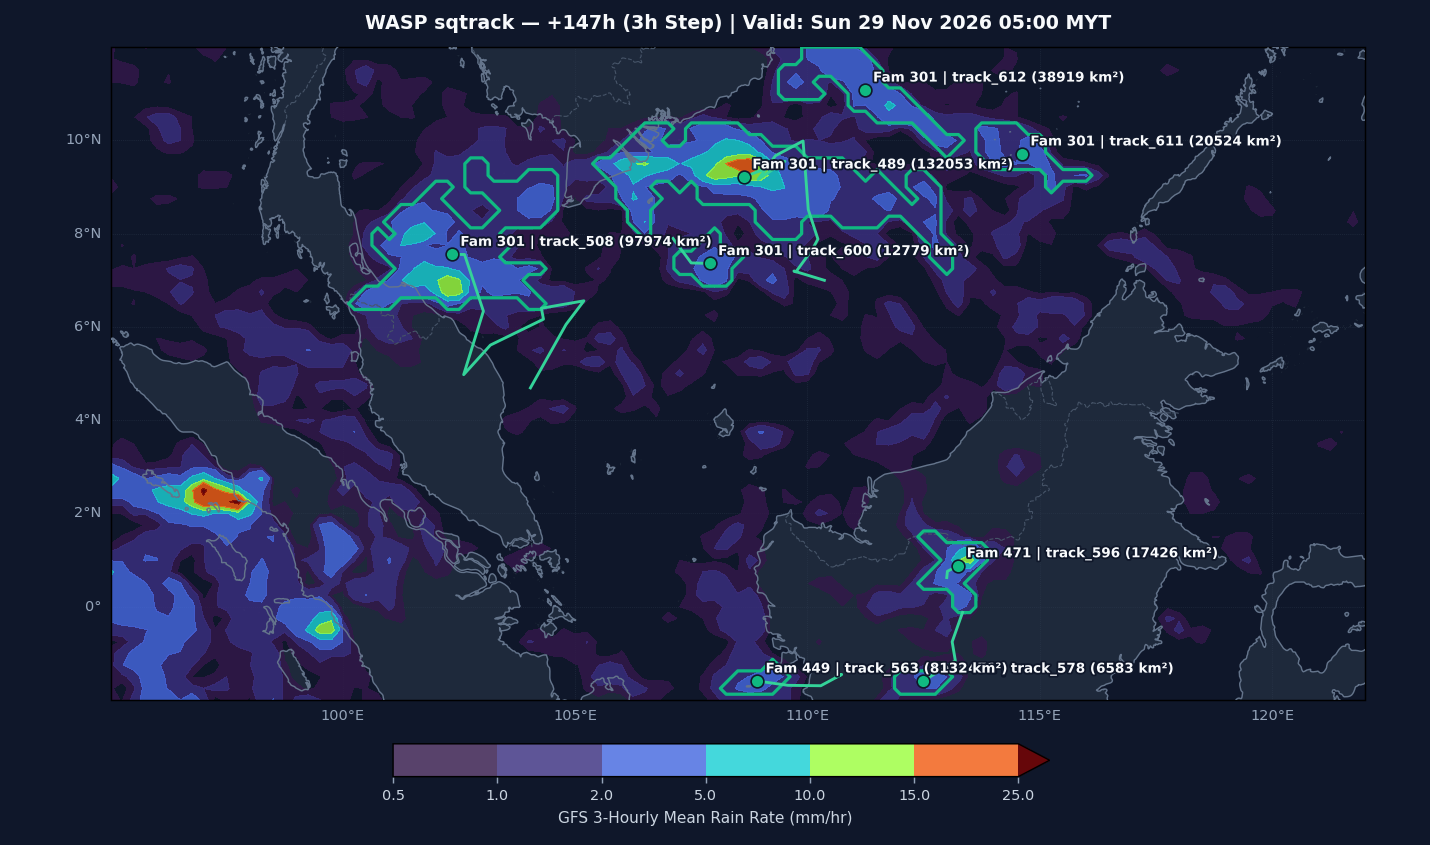 WASP sqtrack — +147h (3h Step) | Valid: Sun 29 Nov 2026 05:00 MYT
Fam 301 | track_612 (38919 km²)
Fam 301 | track_611 (20524 km²)
Fam 301 | track_489 (132053 km²)
Fam 301 | track_508 (97974 km²)
Fam 301 | track_600 (12779 km²)
Fam 471 | track_596 (17426 km²)
Fam 449 | track_563 (8132 km²)
track_578 (6583 km²)
10°N
8°N
6°N
4°N
2°N
0°
100°E
105°E
110°E
115°E
120°E
0.5
1.0
2.0
5.0
10.0
15.0
25.0
GFS 3-Hourly Mean Rain Rate (mm/hr)